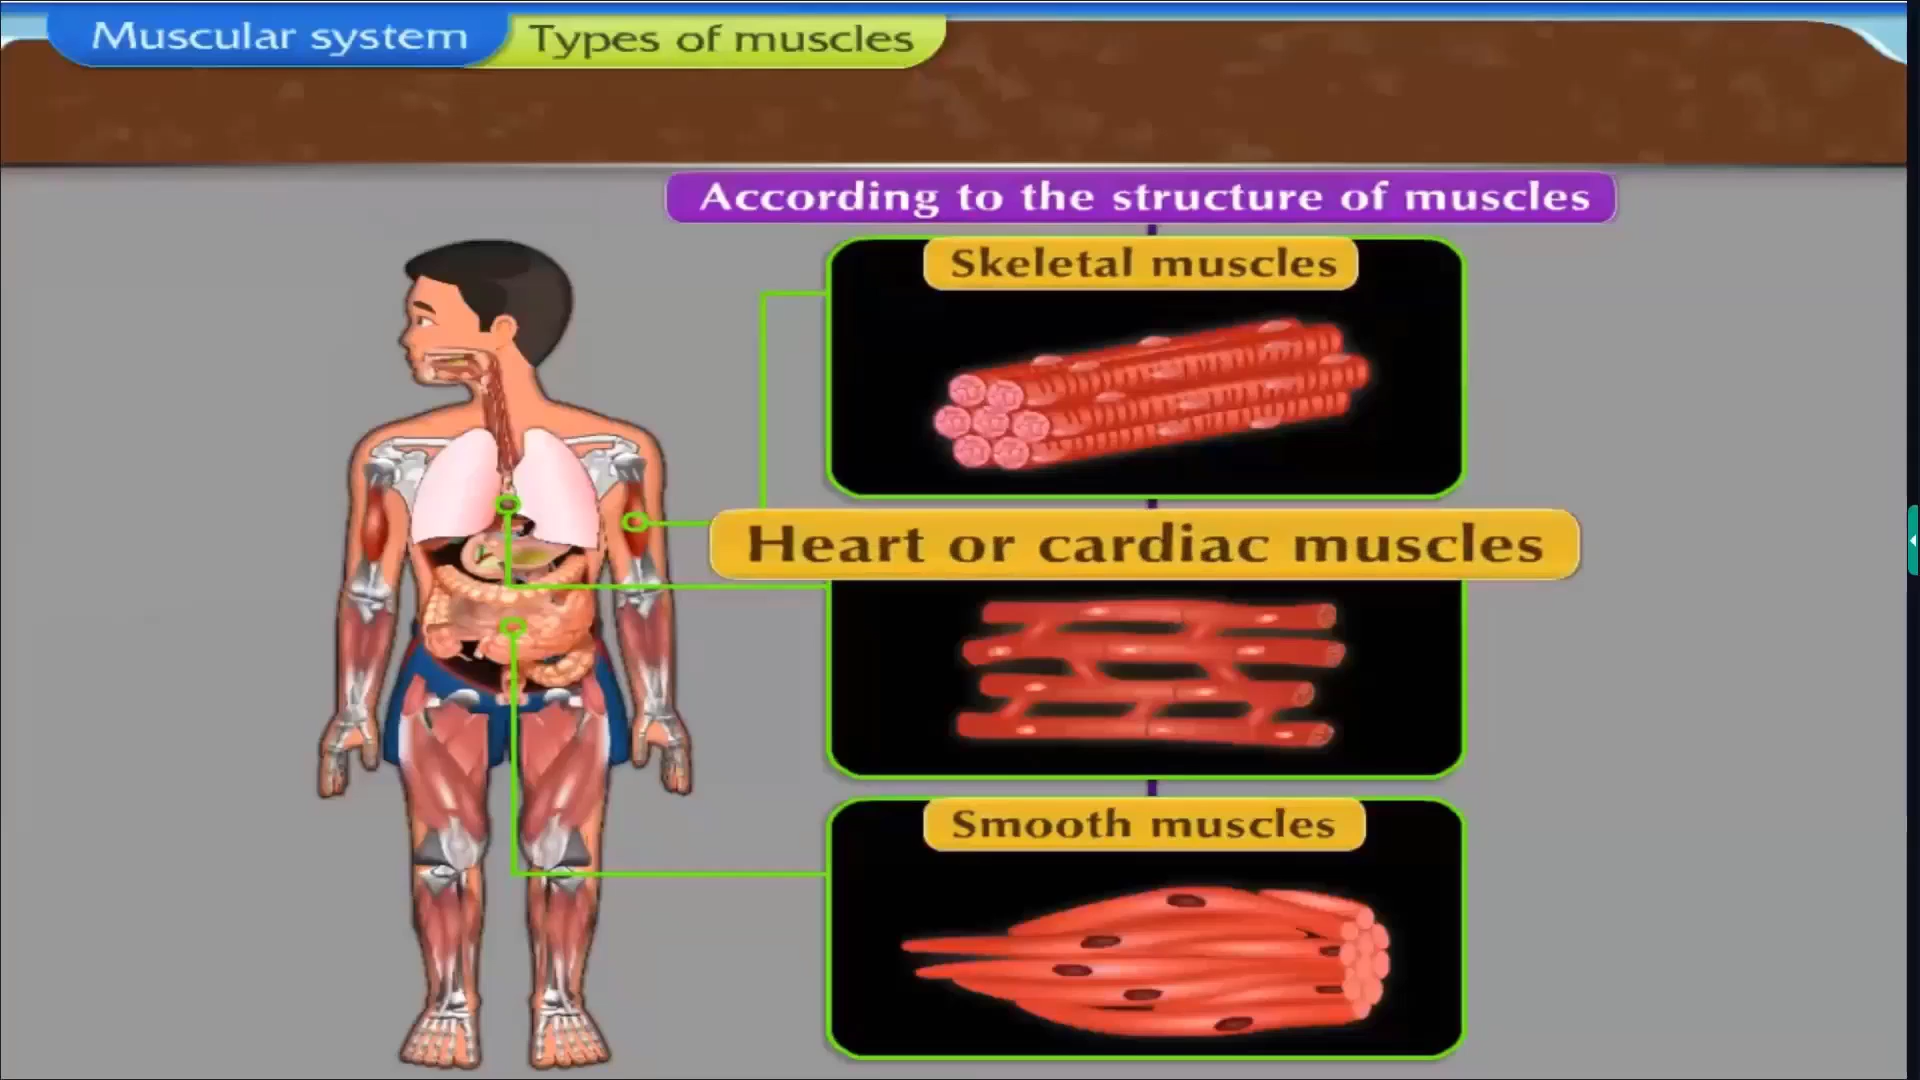 Muscular system
Types of muscles
According to the structure of muscles
Skeletal muscles
Heart or cardiac muscles
Smooth muscles